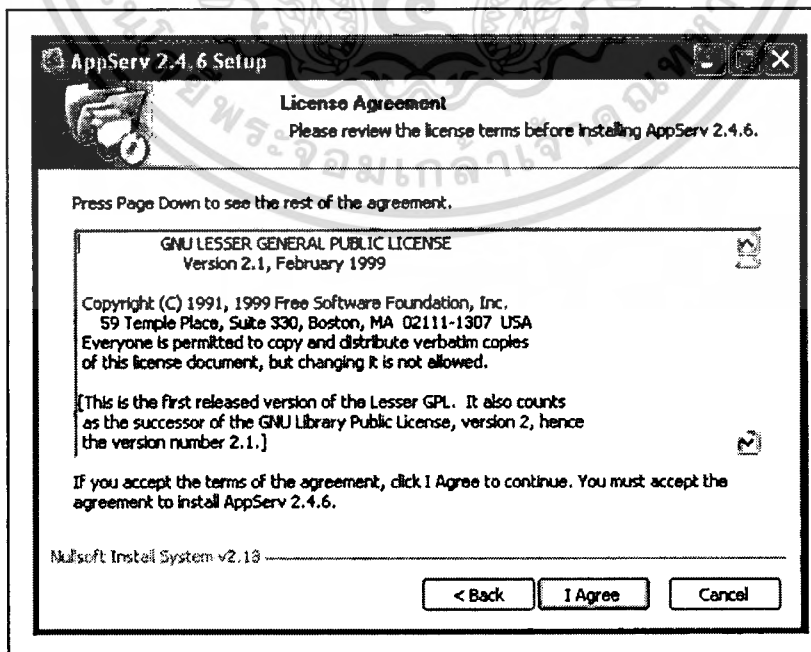 AppServ 2.4.6 Setup
License Agreement
Please review the license terms before installing AppServ 2.4.6.
Press Page Down to see the rest of the agreement.
GNU LESSER GENERAL PUBLIC LICENSE
Version 2.1, February 1999
Copyright (C) 1991, 1999 Free Software Foundation, Inc.
59 Temple Place, Suite 330, Boston, MA 02111-1307 USA
Everyone is permitted to copy and distribute verbatim copies
of this license document, but changing it is not allowed.
[This is the first released version of the Lesser GPL. It also counts
as the successor of the GNU Library Public License, version 2, hence
the version number 2.1.]
If you accept the terms of the agreement, click I Agree to continue. You must accept the
agreement to install AppServ 2.4.6.
Nullsoft Install System v2.18
< Back
I Agree
Cancel